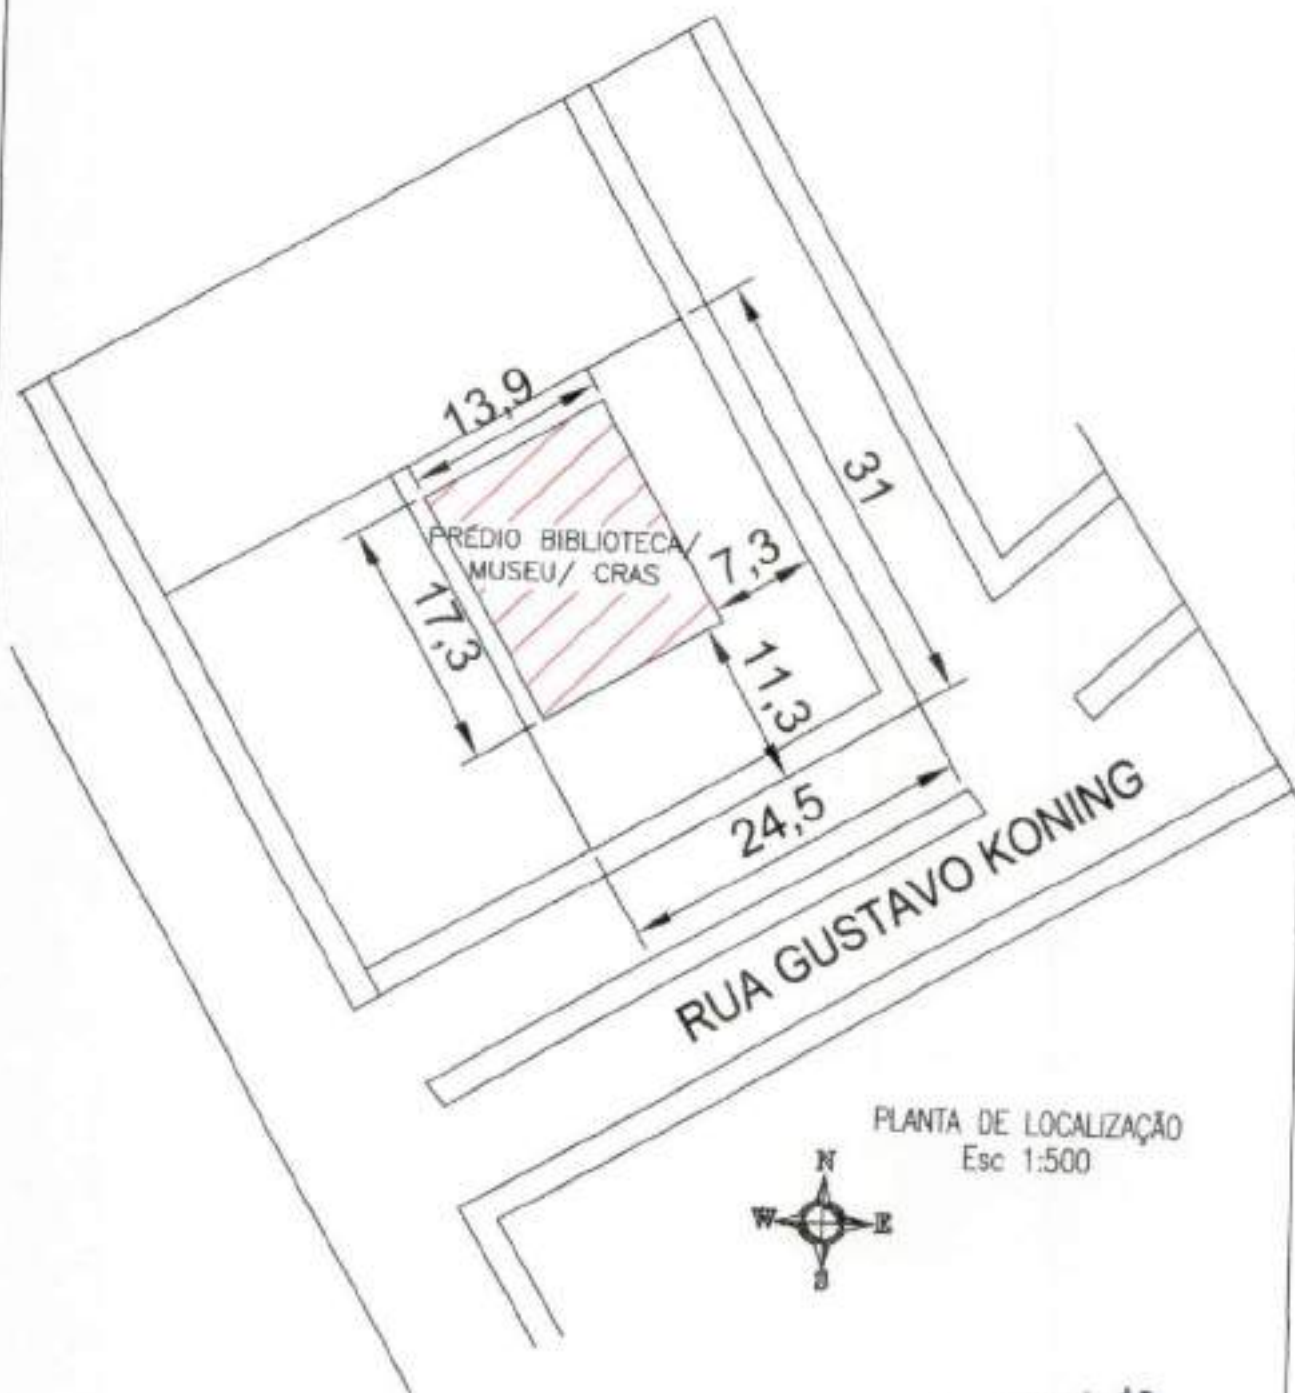 13,9
31
PRÉDIO BIBLIOTECA/
MUSEU/ CRAS
7,3
17,3
11,3
24,5
RUA GUSTAVO KONING
PLANTA DE LOCALIZAÇÃO
Esc 1:500
N
W E
S